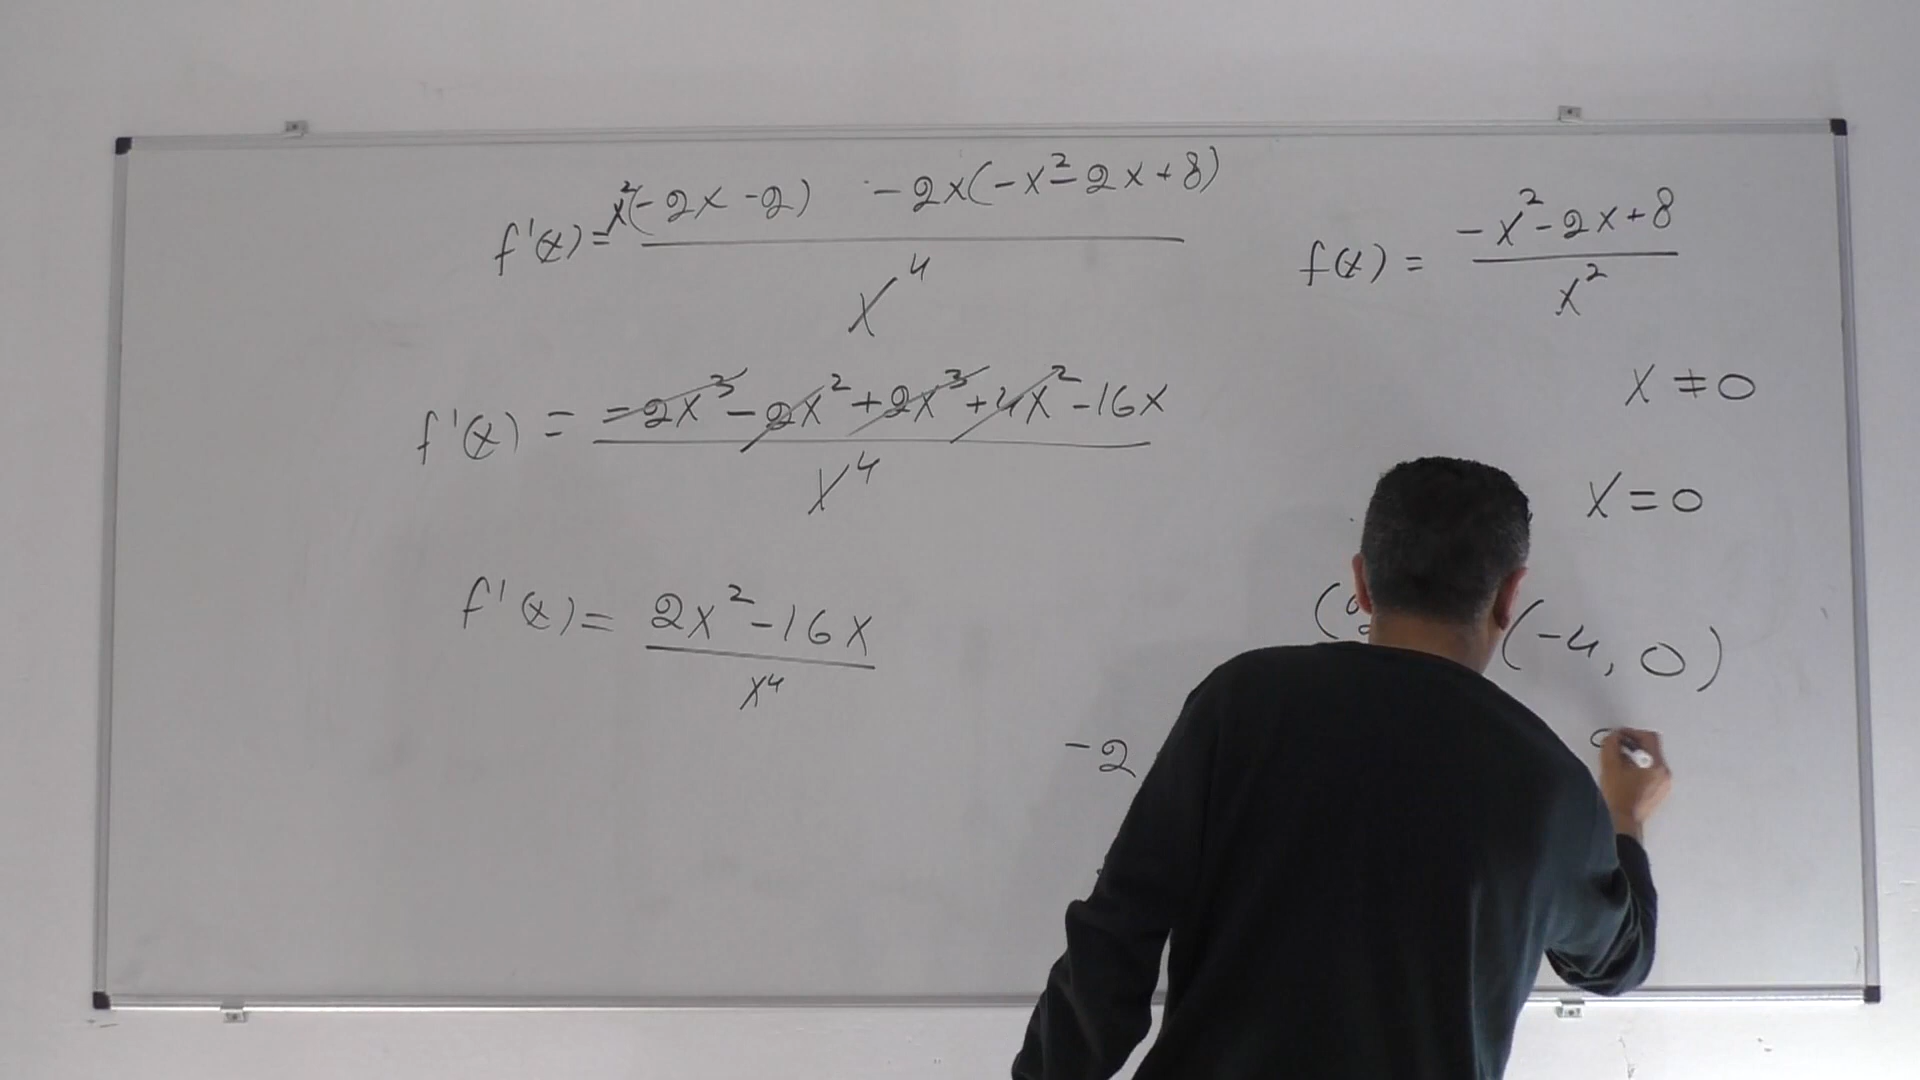 f'(x) = x²(-2x-2) -2x(-x²-2x+8) / x⁴
f'(x) = -2x³-2x²+2x³+4x²-16x / x⁴
f'(x) = 2x²-16x / x⁴
f(x) = -x²-2x+8 / x²
x ≠ 0
x = 0
(-4, 0)
-2